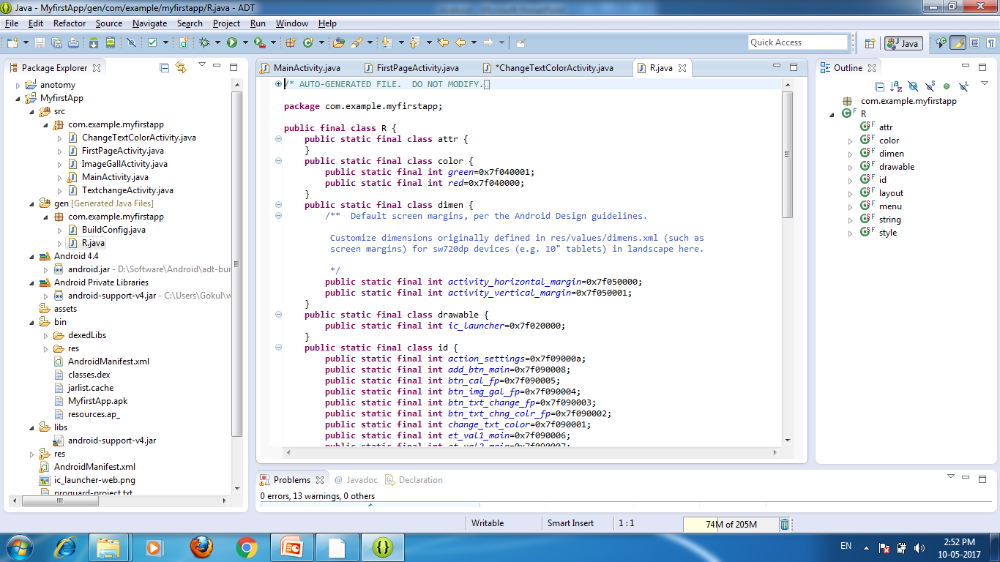 Java - MyfirstApp/gen/com/example/myfirstapp/R.java - ADT
File Edit Refactor Source Navigate Search Project Run Window Help
Quick Access
Java
Package Explorer
anotomy
MyfirstApp
src
com.example.myfirstapp
ChangeTextColorActivity.java
FirstPageActivity.java
ImageGallActivity.java
MainActivity.java
TextchangeActivity.java
gen [Generated Java Files]
com.example.myfirstapp
BuildConfig.java
R.java
Android 4.4
android.jar - D:\Software\Android\adt-bur
Android Private Libraries
android-support-v4.jar - C:\Users\Gokul\w
assets
bin
dexedLibs
res
AndroidManifest.xml
classes.dex
jarlist.cache
MyfirstApp.apk
resources.ap_
libs
android-support-v4.jar
res
AndroidManifest.xml
ic_launcher-web.png
proguard-project.txt
MainActivity.java FirstPageActivity.java *ChangeTextColorActivity.java R.java
/* AUTO-GENERATED FILE.  DO NOT MODIFY.
package com.example.myfirstapp;
public final class R {
public static final class attr {
}
public static final class color {
public static final int green=0x7f040001;
public static final int red=0x7f040000;
}
public static final class dimen {
/**  Default screen margins, per the Android Design guidelines.
Customize dimensions originally defined in res/values/dimens.xml (such as
screen margins) for sw720dp devices (e.g. 10" tablets) in landscape here.
*/
public static final int activity_horizontal_margin=0x7f050000;
public static final int activity_vertical_margin=0x7f050001;
}
public static final class drawable {
public static final int ic_launcher=0x7f020000;
}
public static final class id {
public static final int action_settings=0x7f09000a;
public static final int add_btn_main=0x7f090008;
public static final int btn_cal_fp=0x7f090005;
public static final int btn_img_gal_fp=0x7f090004;
public static final int btn_txt_change_fp=0x7f090003;
public static final int btn_txt_chng_colr_fp=0x7f090002;
public static final int change_txt_color=0x7f090001;
public static final int et_val1_main=0x7f090006;
public static final int et_val2_main=0x7f090007;
Outline
com.example.myfirstapp
R
attr
color
dimen
drawable
id
layout
menu
string
style
Problems Javadoc Declaration
0 errors, 13 warnings, 0 others
Writable Smart Insert 1 : 1 74M of 205M
EN
2:52 PM
10-05-2017